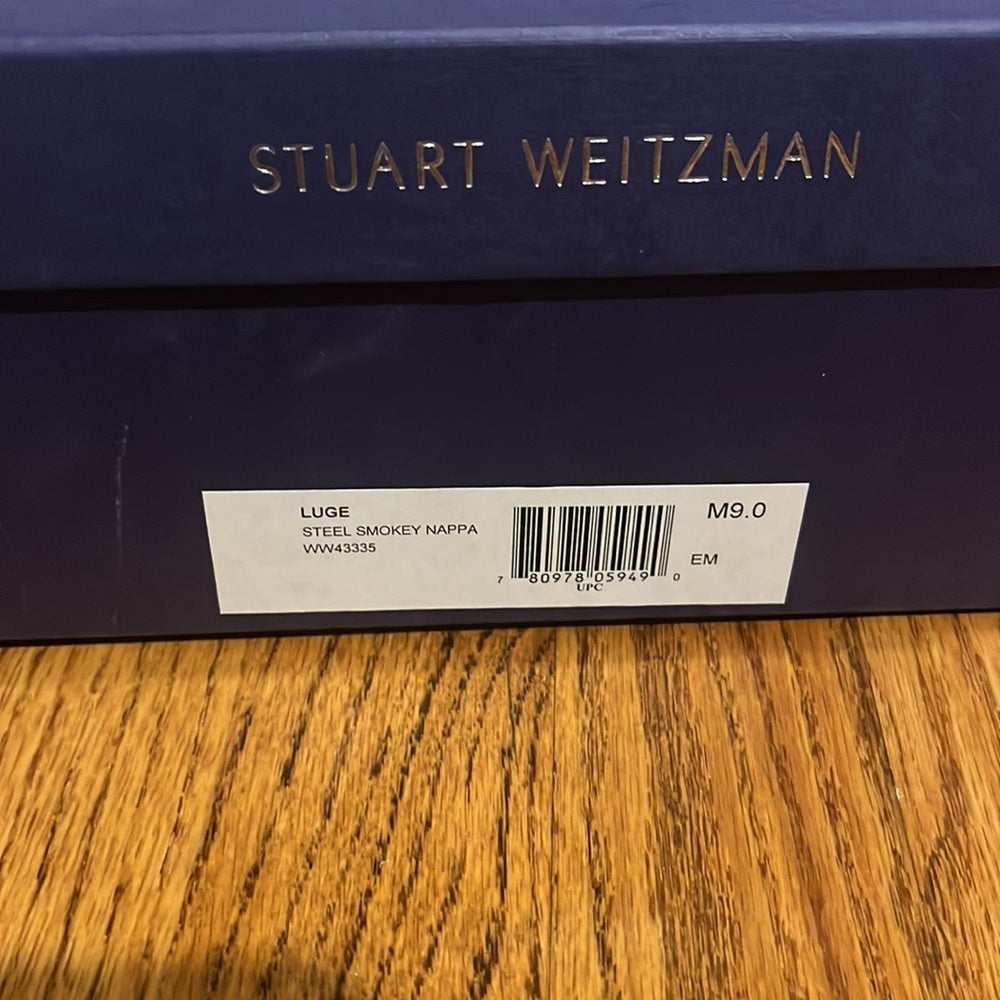 STUART WEITZMAN
LUGE
STEEL SMOKEY NAPPA
WW43335
7 80978 05949 0
UPC
M9.0
EM